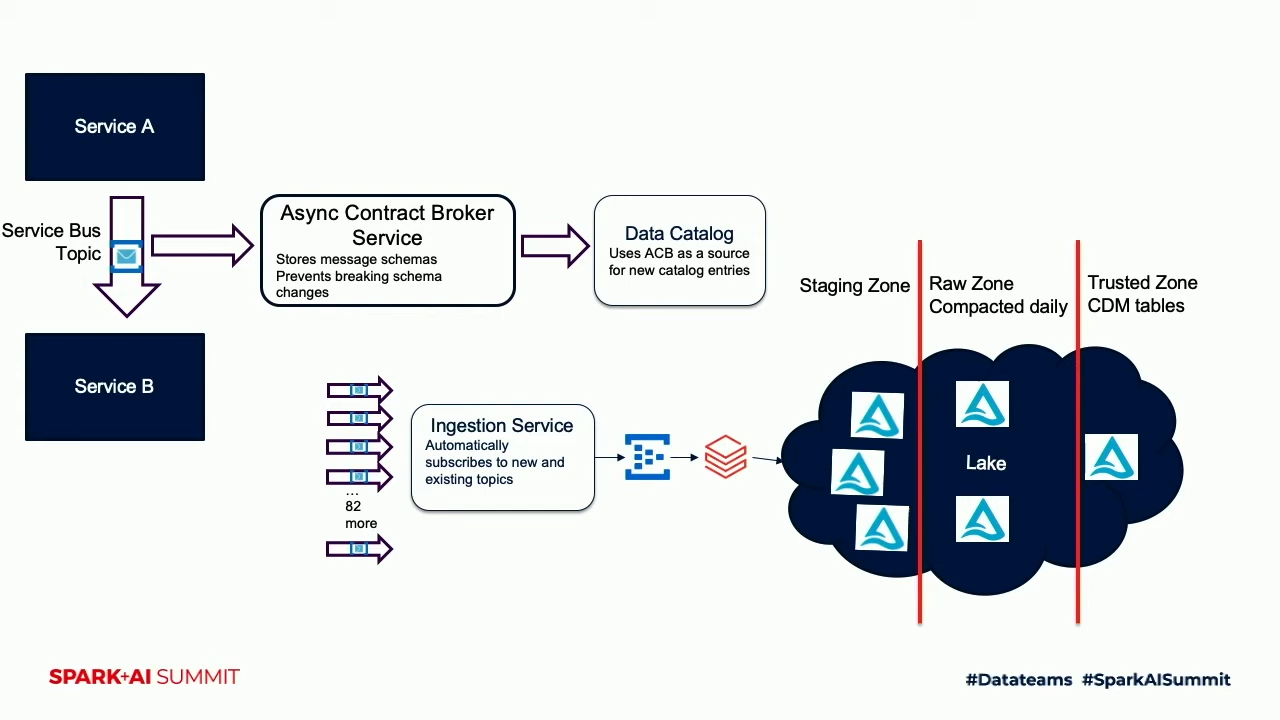 Service A
Service Bus
Topic
Async Contract Broker
Service
Stores message schemas
Prevents breaking schema
changes
Data Catalog
Uses ACB as a source
for new catalog entries
Staging Zone
Raw Zone
Compacted daily
Trusted Zone
CDM tables
Service B
...
82
more
Ingestion Service
Automatically
subscribes to new and
existing topics
Lake
SPARK+AI SUMMIT
#Datateams #SparkAISummit